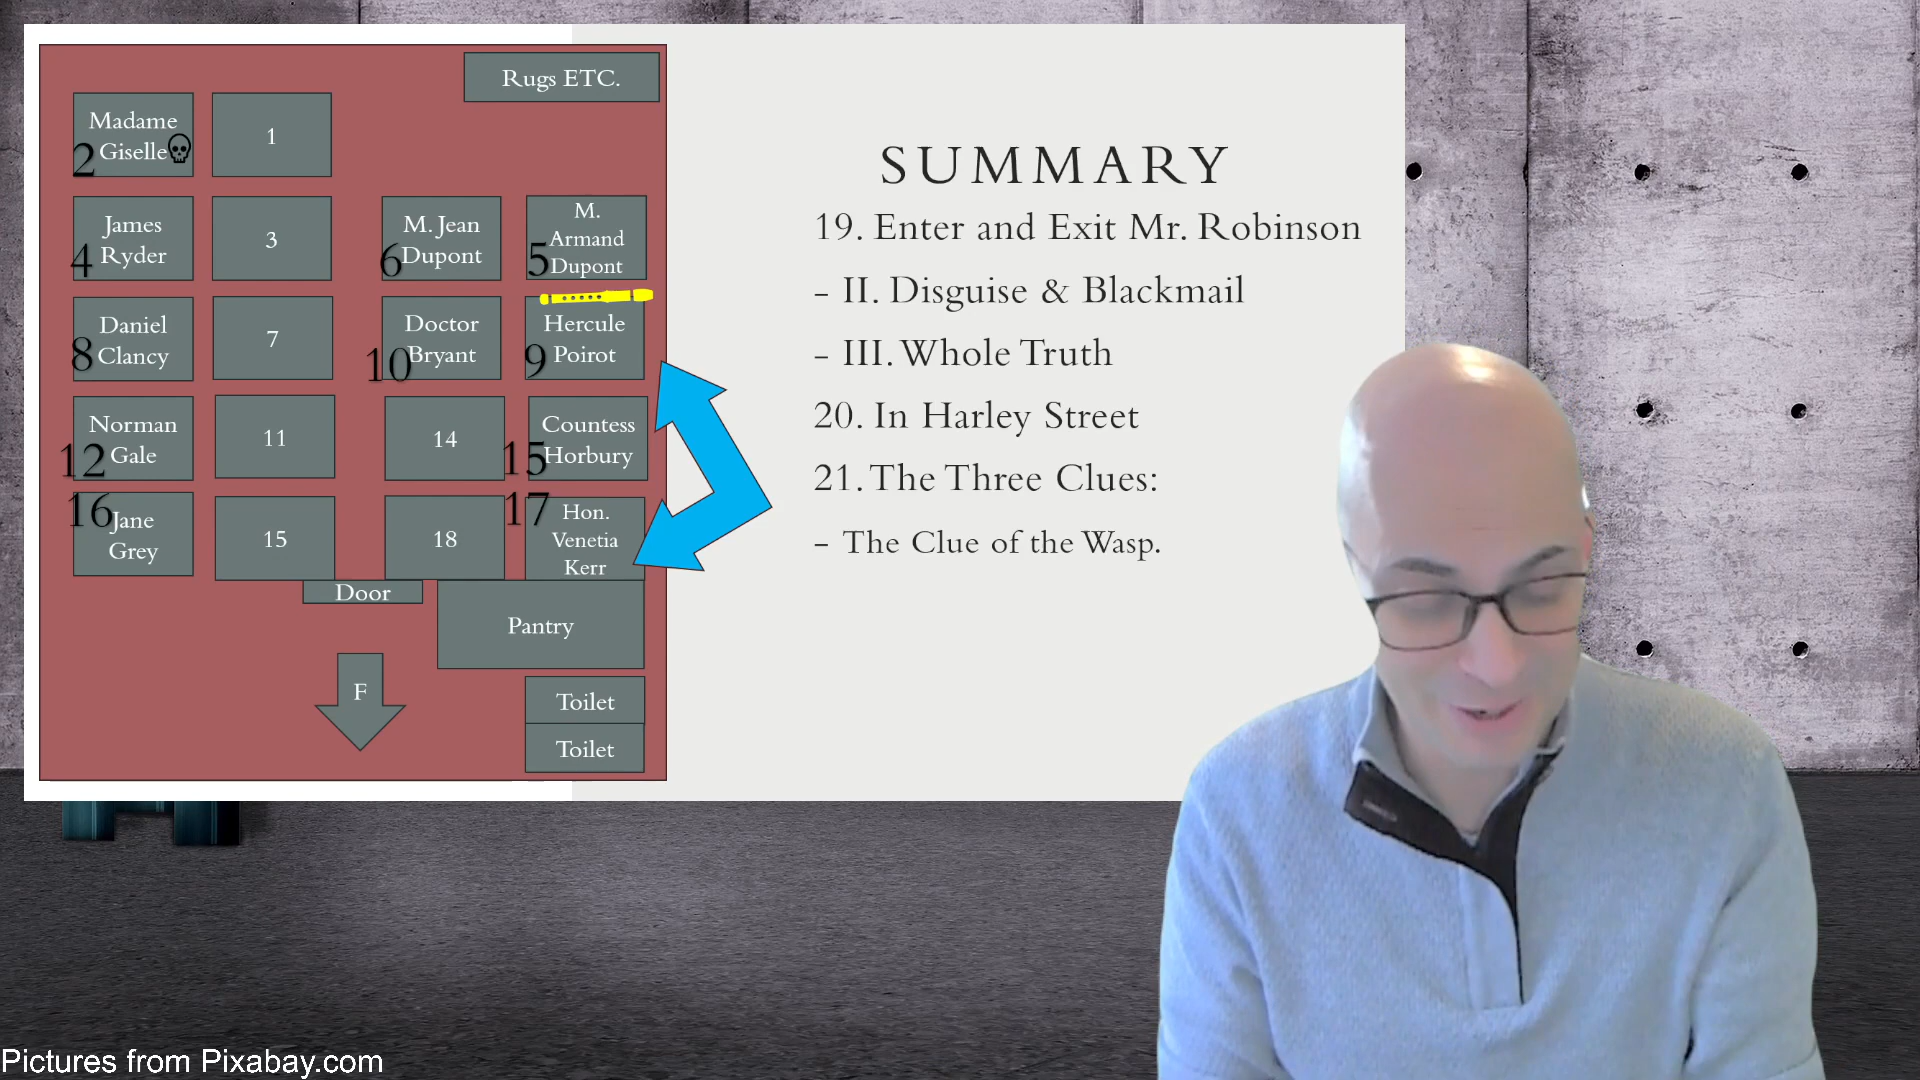 Rugs ETC.
Madame
Giselle
2
1
James
Ryder
4
3
M. Jean
Dupont
6
M.
Armand
Dupont
5
Daniel
Clancy
8
7
Doctor
Bryant
10
Hercule
Poirot
9
Norman
Gale
12
11
14
Countess
Horbury
15
16
Jane
Grey
15
18
17
Hon.
Venetia
Kerr
Door
Pantry
F
Toilet
Toilet
SUMMARY
19. Enter and Exit Mr. Robinson
- II. Disguise & Blackmail
- III. Whole Truth
20. In Harley Street
21. The Three Clues:
- The Clue of the Wasp.
Pictures from Pixabay.com